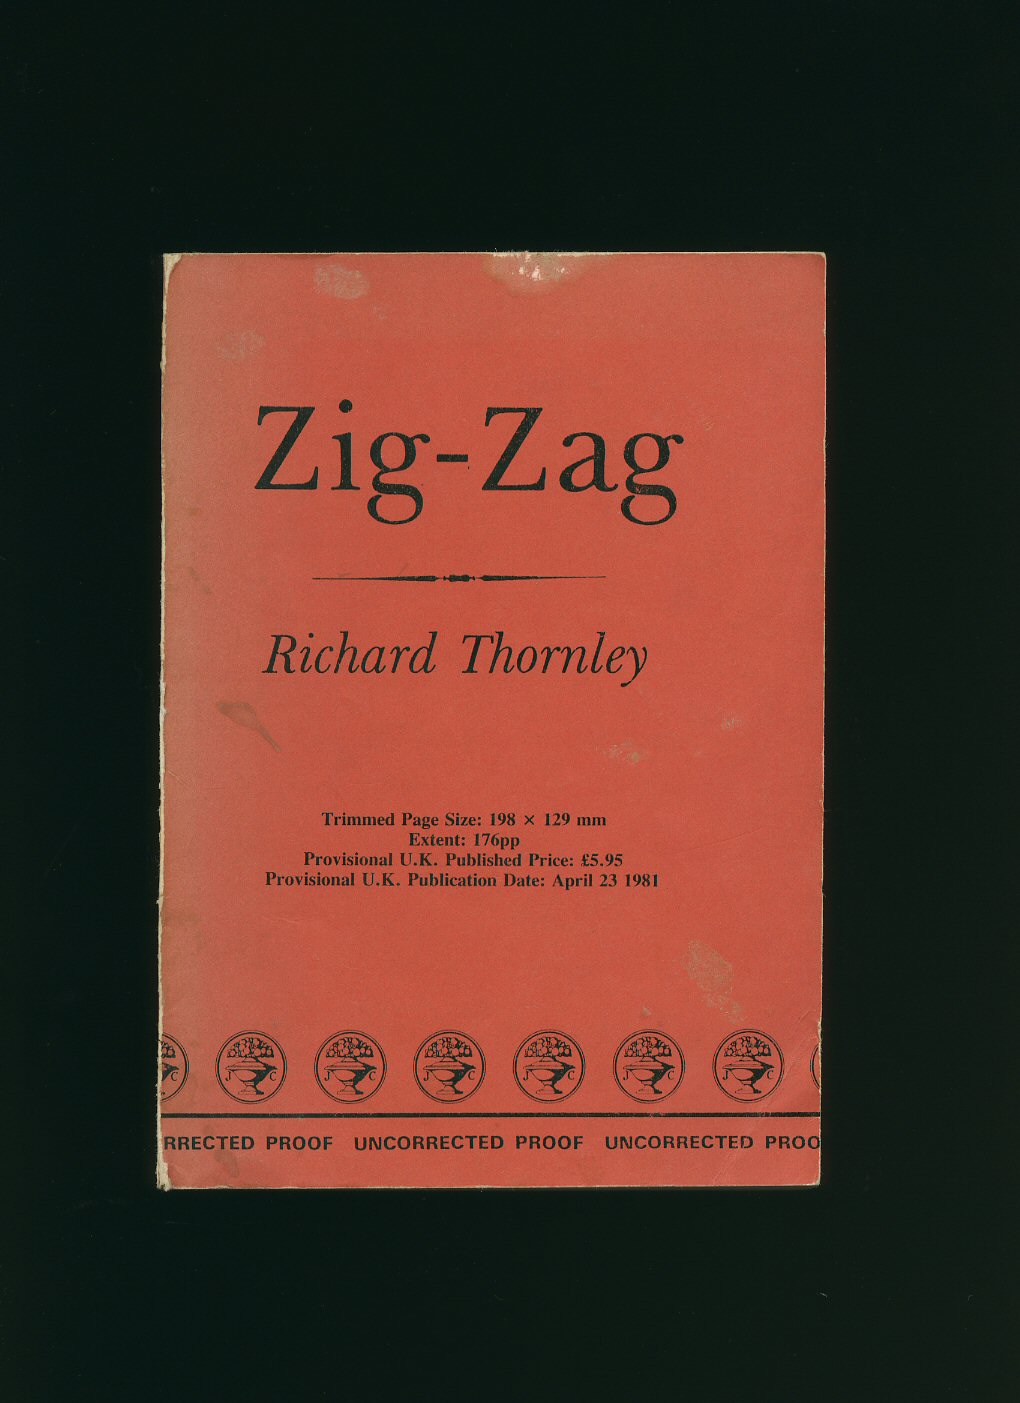 Zig-Zag
Richard Thornley
Trimmed Page Size: 198 × 129 mm
Extent: 176pp
Provisional U.K. Published Price: £5.95
Provisional U.K. Publication Date: April 23 1981
C J C J C J C J C J C J C
RRECTED PROOF UNCORRECTED PROOF UNCORRECTED PROO